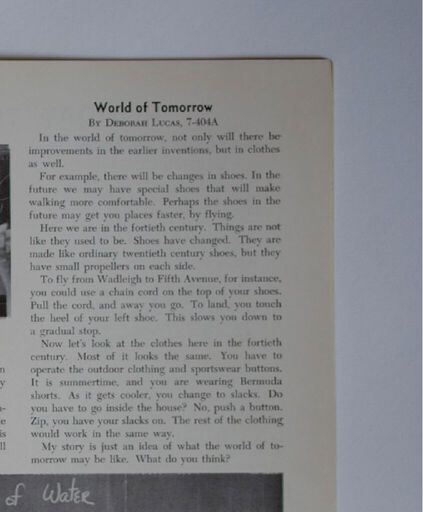 World of Tomorrow
By Deborah Lucas, 7-404A
In the world of tomorrow, not only will there be
improvements in the earlier inventions, but in clothes
as well.
For example, there will be changes in shoes. In the
future we may have special shoes that will make
walking more comfortable. Perhaps the shoes in the
future may get you places faster, by flying.
Here we are in the fortieth century. Things are not
like they used to be. Shoes have changed. They are
made like ordinary twentieth century shoes, but they
have small propellers on each side.
To fly from Wadleigh to Fifth Avenue, for instance,
you could use a chain cord on the top of your shoes.
Pull the cord, and away you go. To land, you touch
the heel of your left shoe. This slows you down to
a gradual stop.
Now let's look at the clothes here in the fortieth
century. Most of it looks the same. You have to
operate the outdoor clothing and sportswear buttons.
It is summertime, and you are wearing Bermuda
shorts. As it gets cooler, you change to slacks. Do
you have to go inside the house? No, push a button.
Zip, you have your slacks on. The rest of the clothing
would work in the same way.
My story is just an idea of what the world of to-
morrow may be like. What do you think?
of Water